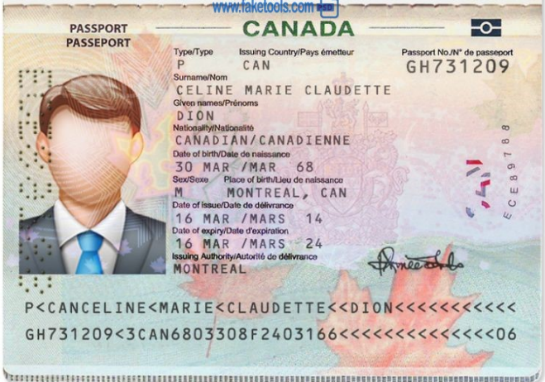 www.faketools.com
PASSPORT
PASSEPORT
CANADA
Type/Type Issuing Country/Pays émetteur Passport No./N° de passeport
P CAN GH731209
Surname/Nom
CELINE MARIE CLAUDETTE
Given names/Prénoms
DION
Nationality/Nationalité
CANADIAN/CANADIENNE
Date of birth/Date de naissance
30 MAR /MAR 68
Sex/Sexe Place of birth/Lieu de naissance
M MONTREAL, CAN
Date of issue/Date de délivrance
16 MAR /MARS 14
Date of expiry/Date d'expiration
16 MAR /MARS 24
Issuing Authority/Autorité de délivrance
MONTREAL
ECE89788
P<CANCELINE<MARIE<CLAUDETTE<<DION<<<<<<<<<<<
GH731209<3CAN6803308F2403166<<<<<<<<<<<<<<06